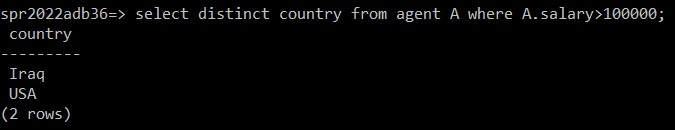 spr2022adb36=> select distinct country from agent A where A.salary>100000;
country
---------
Iraq
USA
(2 rows)